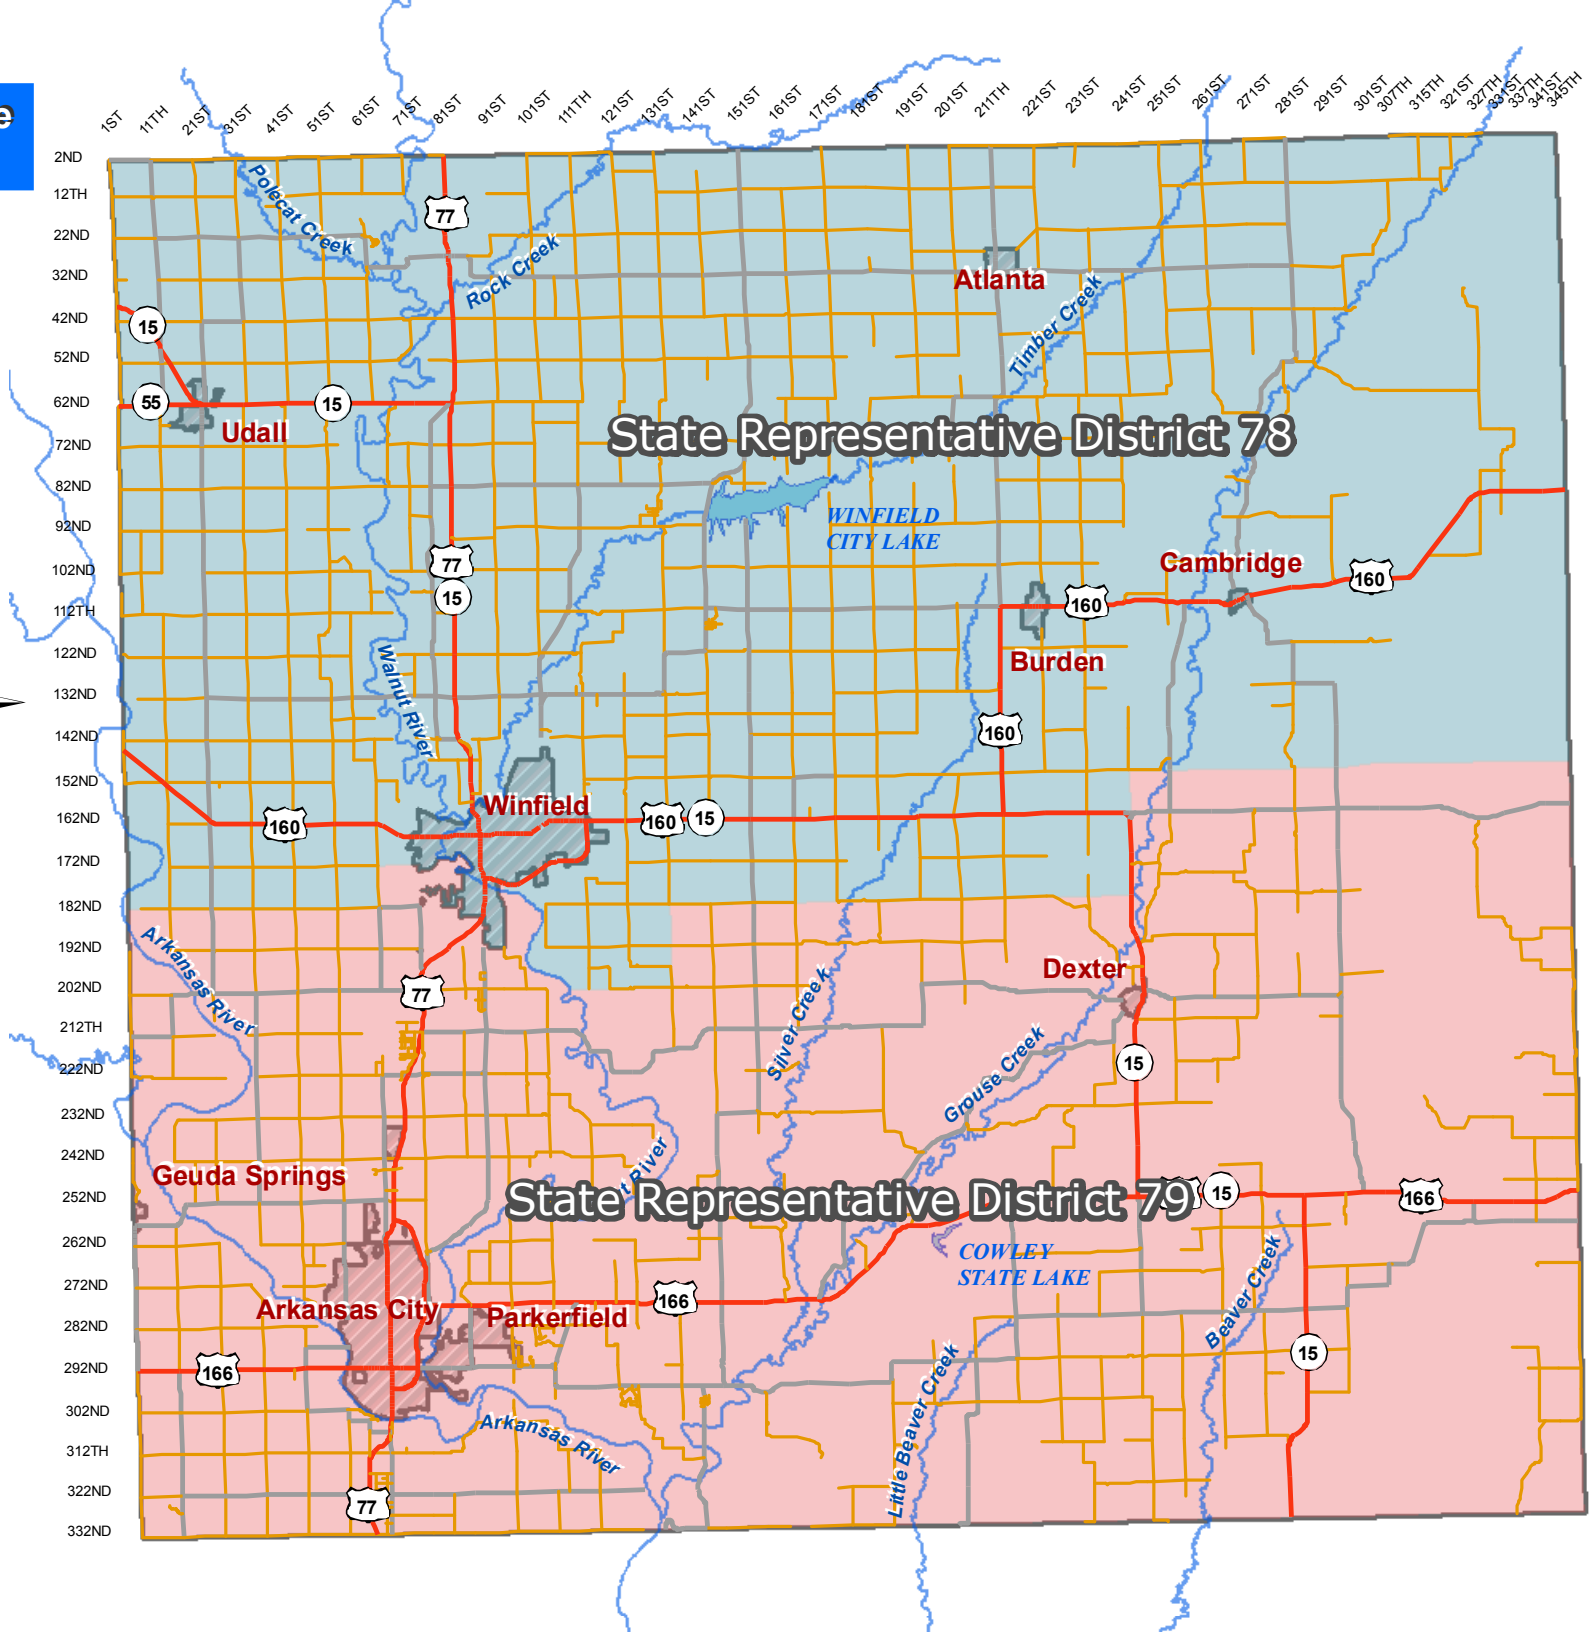 e
1ST
11TH
21ST
31ST
41ST
51ST
61ST
71ST
81ST
91ST
101ST
111TH
121ST
131ST
141ST
151ST
161ST
171ST
181ST
191ST
201ST
211TH
221ST
231ST
241ST
251ST
261ST
271ST
281ST
291ST
301ST
307TH
315TH
321ST
327TH
331ST
337TH
341ST
345TH
2ND
12TH
22ND
32ND
42ND
52ND
62ND
72ND
82ND
92ND
102ND
112TH
122ND
132ND
142ND
152ND
162ND
172ND
182ND
192ND
202ND
212TH
222ND
232ND
242ND
252ND
262ND
272ND
282ND
292ND
302ND
312TH
322ND
332ND
Polecat Creek
77
Rock Creek
Atlanta
Timber Creek
15
55
15
Udall
State Representative District 78
WINFIELD
CITY LAKE
77
15
Cambridge
160
160
Burden
Walnut River
160
Winfield
160
160
15
Arkansas River
77
Dexter
Silver Creek
15
Grouse Creek
Geuda Springs
t River
State Representative District 79
15
166
COWLEY
STATE LAKE
Beaver Creek
166
Arkansas City
Parkerfield
15
166
Little Beaver Creek
Arkansas River
77